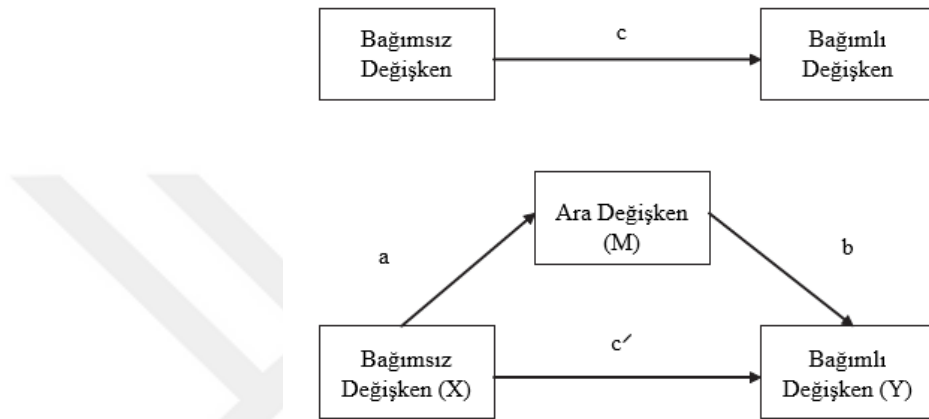 Bağımsız
Değişken
c
Bağımlı
Değişken
Ara Değişken
(M)
a
b
Bağımsız
Değişken (X)
c′
Bağımlı
Değişken (Y)